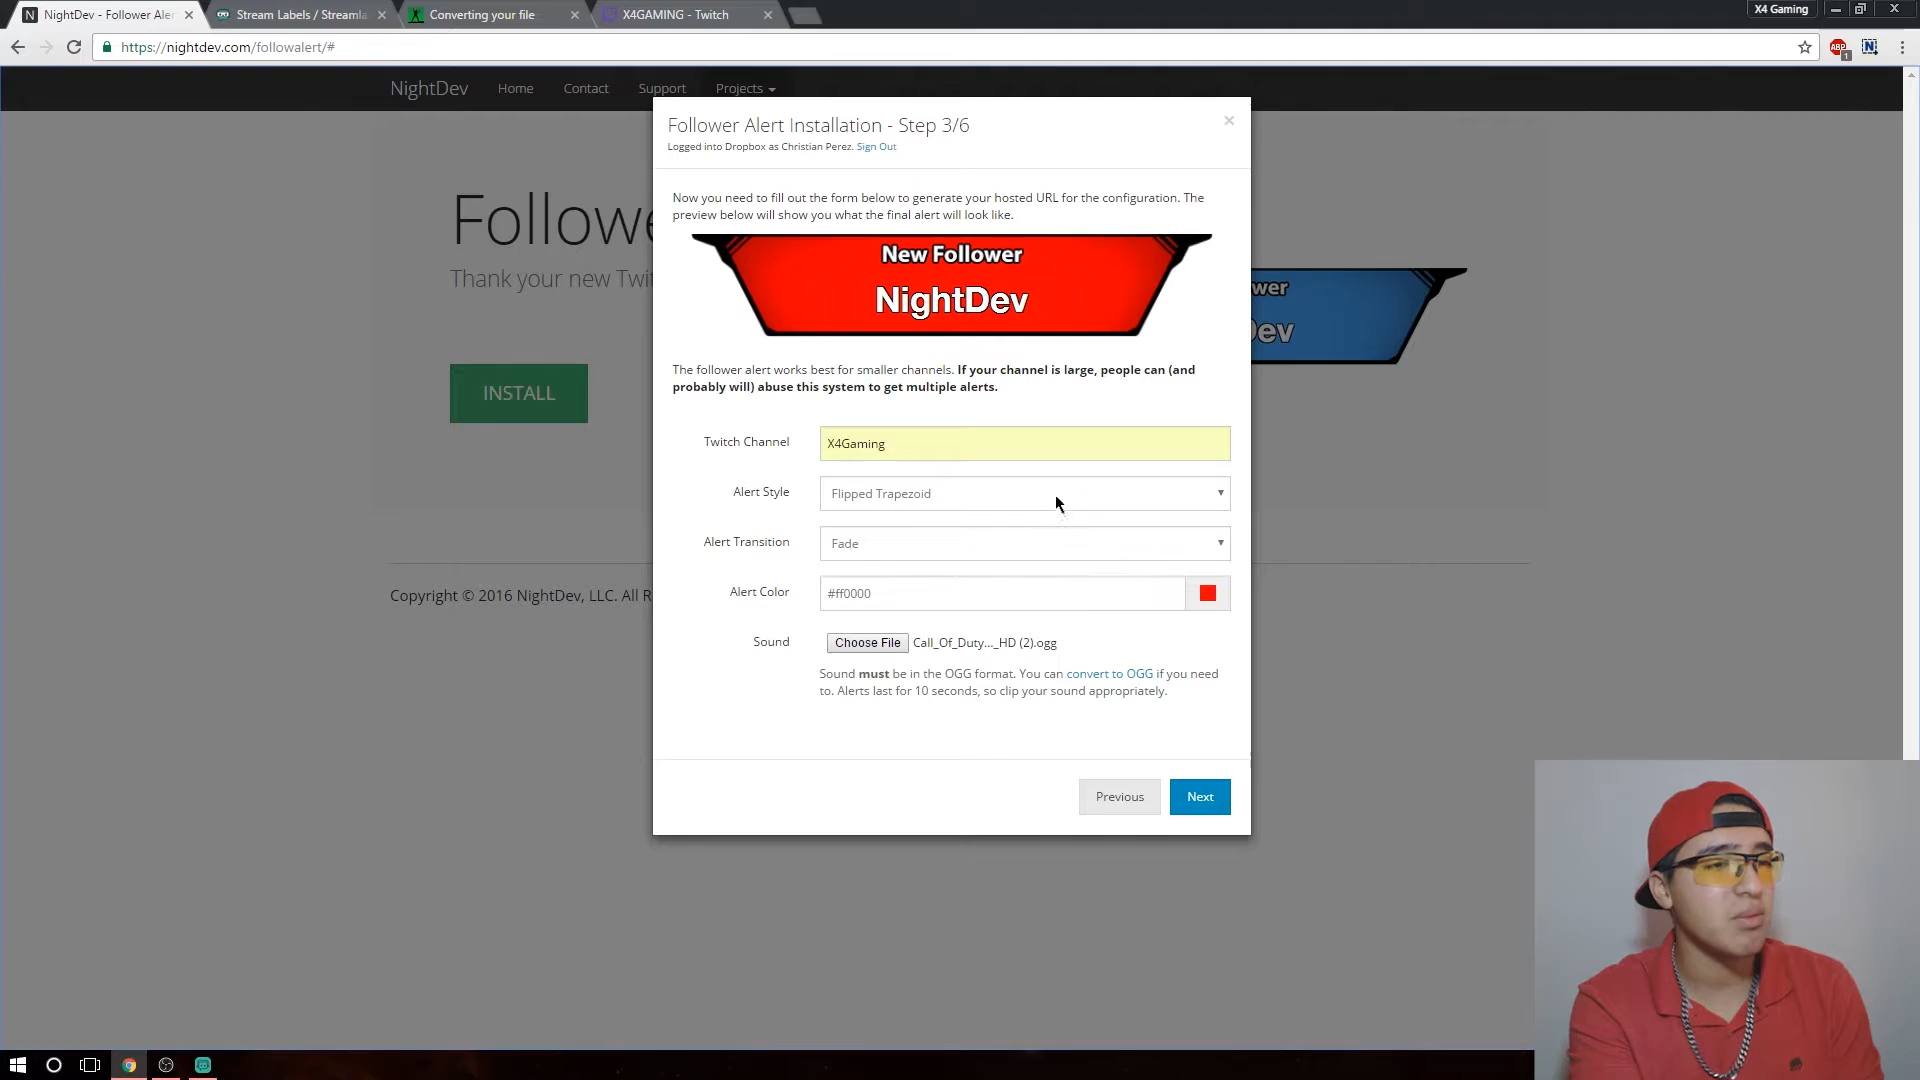 NightDev - Follower Aler
Stream Labels / Streamla
Converting your file
X4GAMING - Twitch
X4 Gaming
https://nightdev.com/followalert/#
ABP
1
N
NightDev
Home
Contact
Support
Projects
Follower Alert Installation - Step 3/6
×
Logged into Dropbox as Christian Perez. Sign Out
Now you need to fill out the form below to generate your hosted URL for the configuration. The
preview below will show you what the final alert will look like.
New Follower
NightDev
Followe
Thank your new Twi
wer
Dev
INSTALL
The follower alert works best for smaller channels. If your channel is large, people can (and
probably will) abuse this system to get multiple alerts.
Twitch Channel
X4Gaming
Alert Style
Flipped Trapezoid
Alert Transition
Fade
Alert Color
#ff0000
Copyright © 2016 NightDev, LLC. All R
Sound
Choose File
Call_Of_Duty..._HD (2).ogg
Sound must be in the OGG format. You can convert to OGG if you need
to. Alerts last for 10 seconds, so clip your sound appropriately.
Previous
Next